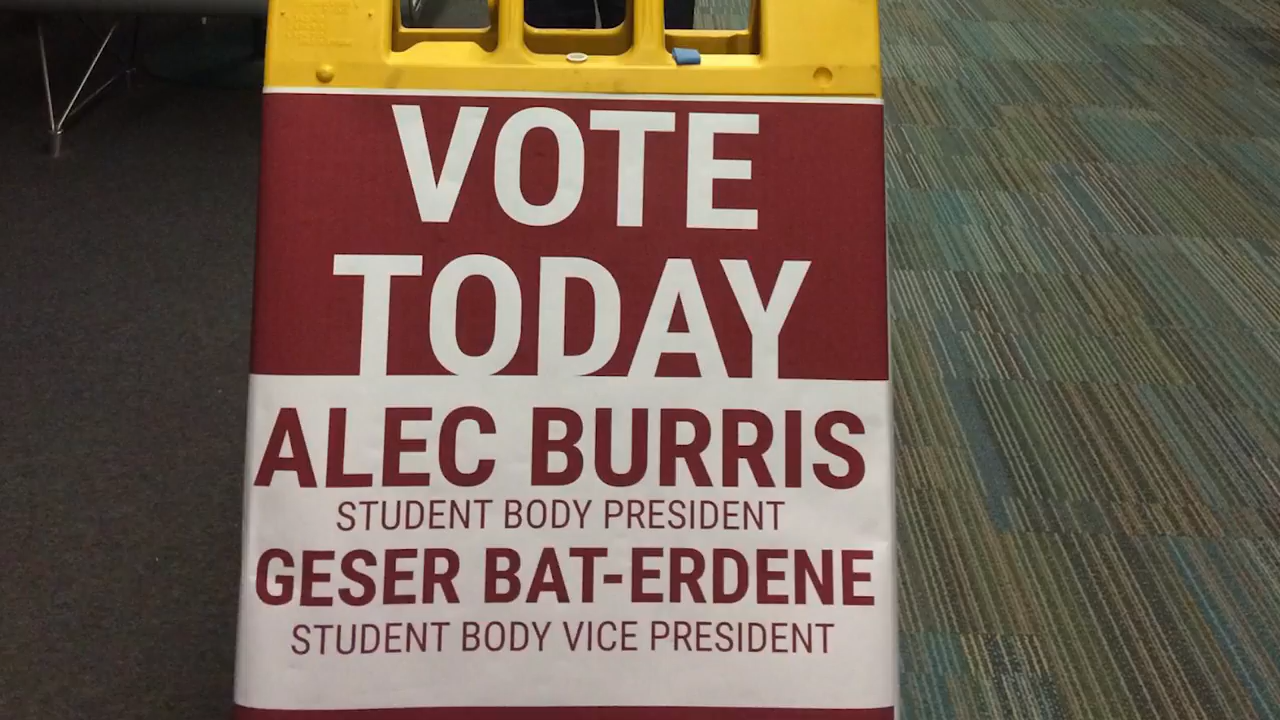 VOTE
TODAY
ALEC BURRIS
STUDENT BODY PRESIDENT
GESER BAT-ERDENE
STUDENT BODY VICE PRESIDENT